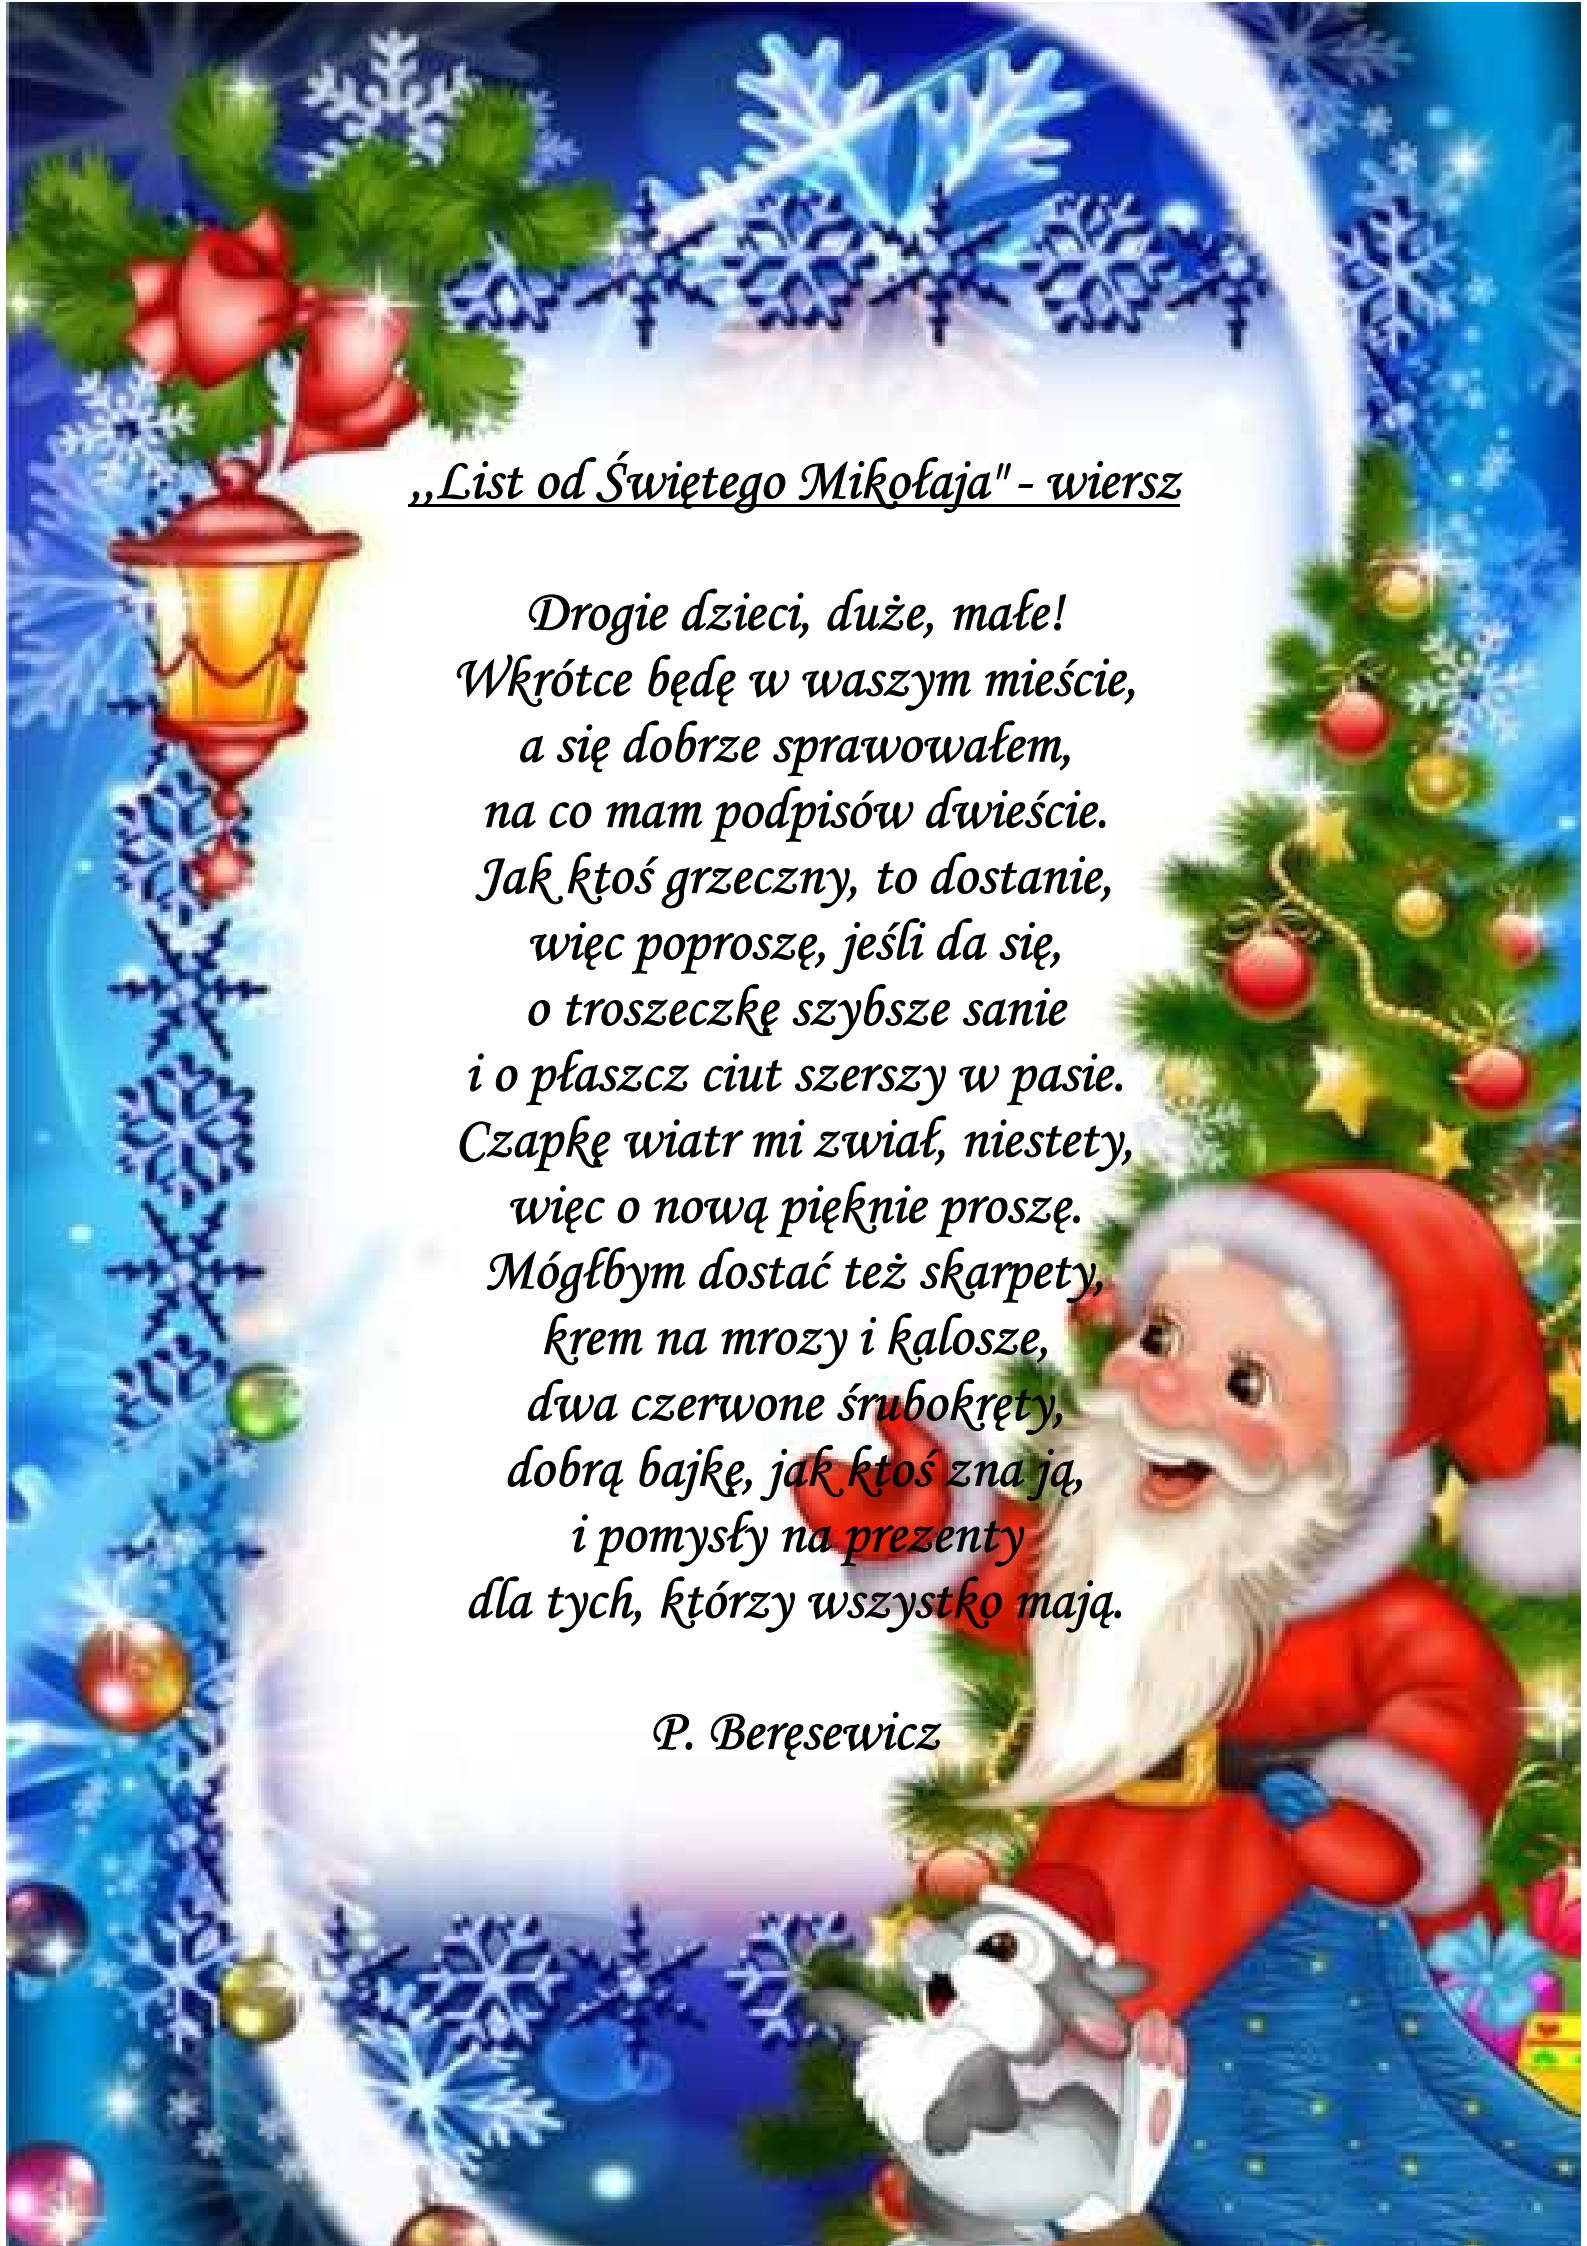 ,,List od Świętego Mikołaja" - wiersz
Drogie dzieci, duże, małe!
Wkrótce będę w waszym mieście,
a się dobrze sprawowałem,
na co mam podpisów dwieście.
Jak ktoś grzeczny, to dostanie,
więc poproszę, jeśli da się,
o troszeczkę szybsze sanie
i o płaszcz ciut szerszy w pasie.
Czapkę wiatr mi zwiał, niestety,
więc o nową pięknie proszę.
Mógłbym dostać też skarpety,
krem na mrozy i kalosze,
dwa czerwone śrubokręty,
dobrą bajkę, jak ktoś zna ją,
i pomysły na prezenty
dla tych, którzy wszystko mają.
P. Beręsewicz